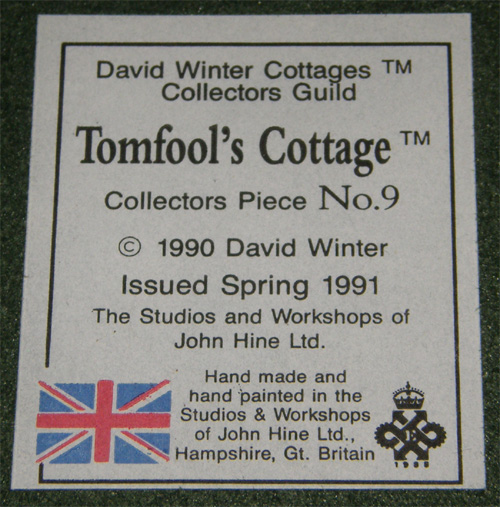 David Winter Cottages ™
Collectors Guild
Tomfool's Cottage ™
Collectors Piece No.9
© 1990 David Winter
Issued Spring 1991
The Studios and Workshops of
John Hine Ltd.
Hand made and
hand painted in the
Studios & Workshops
of John Hine Ltd.,
Hampshire, Gt. Britain
E